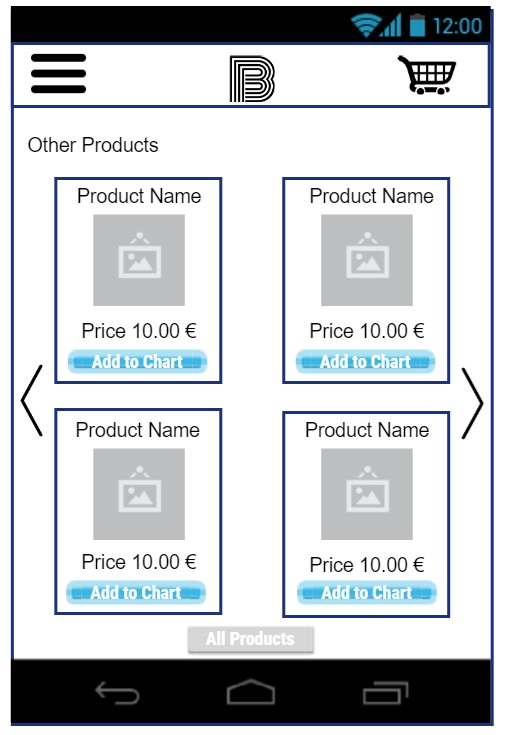 12:00
B
Other Products
Product Name
Product Name
Price 10.00 €
Price 10.00 €
Add to Chart
Add to Chart
Product Name
Product Name
Price 10.00 €
Price 10.00 €
Add to Chart
Add to Chart
All Products